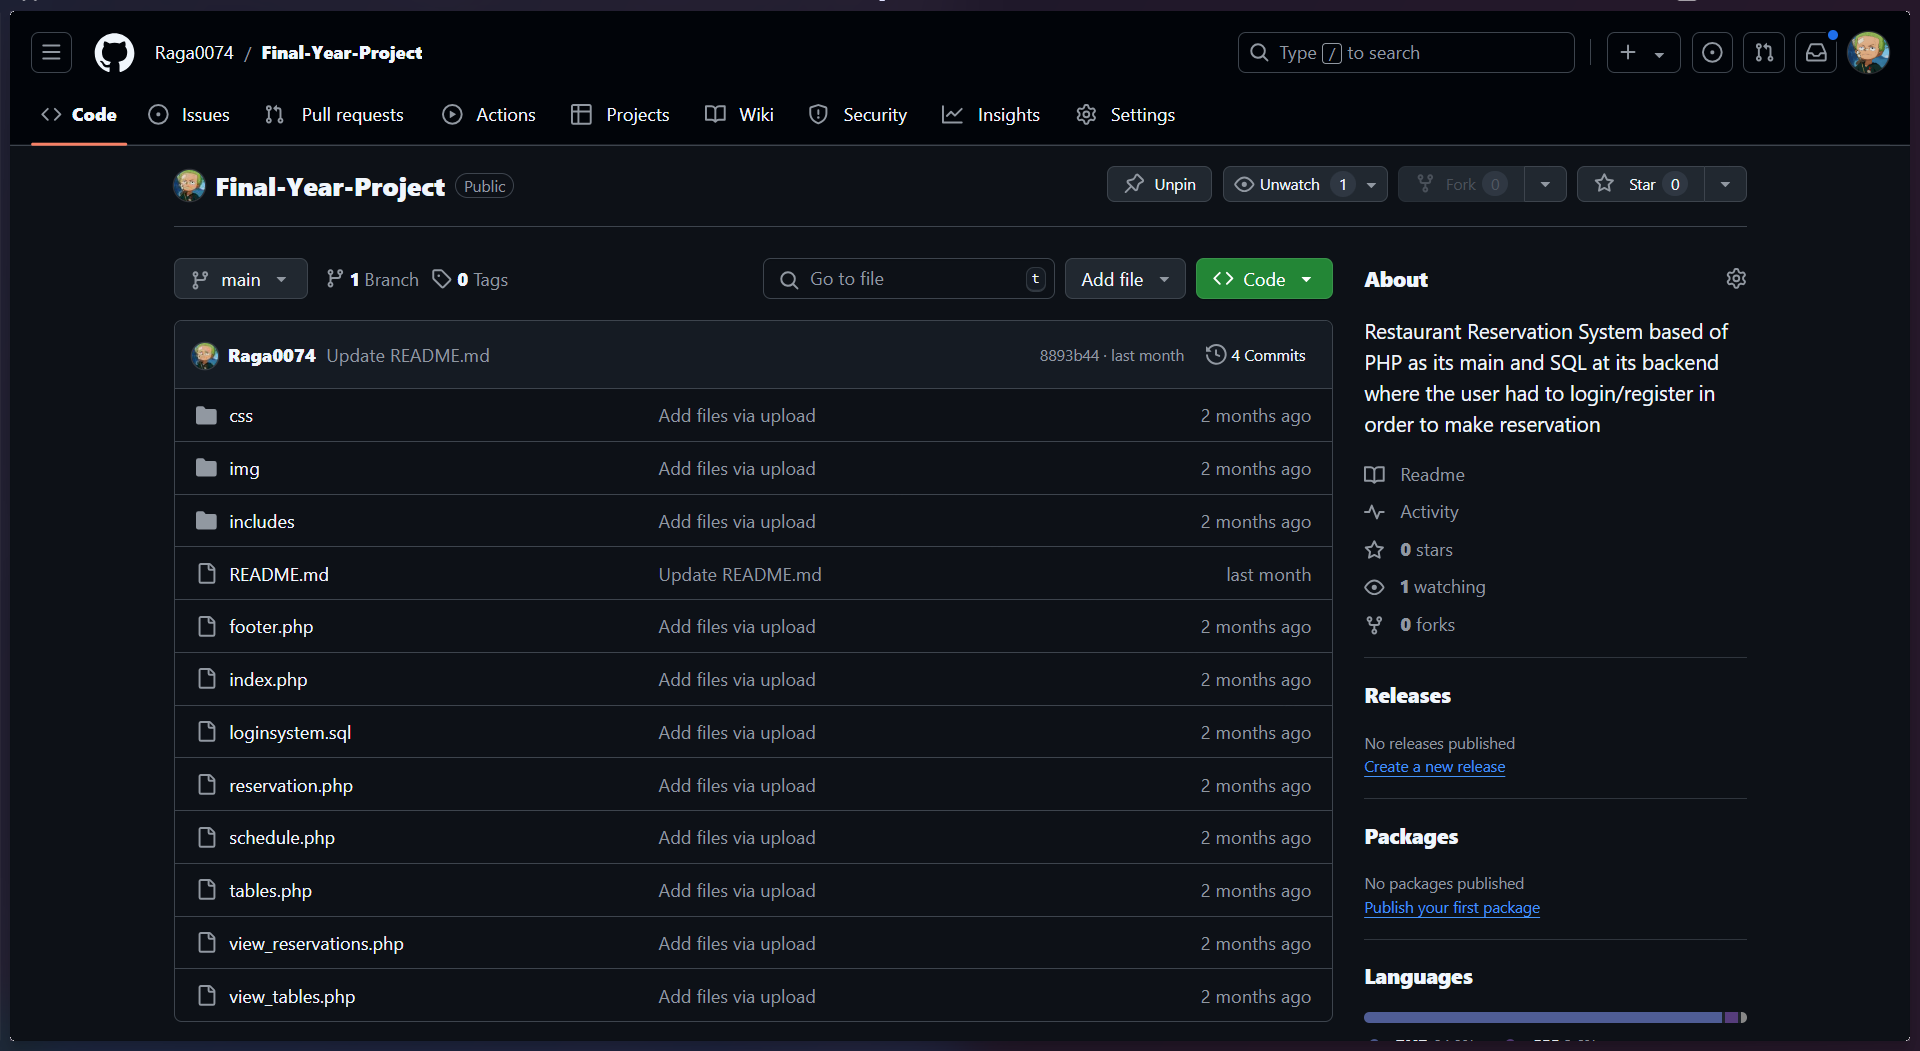 Raga0074 / Final-Year-Project
Type / to search
Code Issues Pull requests Actions Projects Wiki Security Insights Settings
Final-Year-Project Public
Unpin Unwatch 1 Fork 0 Star 0
main 1 Branch 0 Tags
Go to file t Add file Code
Raga0074 Update README.md 8893b44 · last month 4 Commits
css Add files via upload 2 months ago
img Add files via upload 2 months ago
includes Add files via upload 2 months ago
README.md Update README.md last month
footer.php Add files via upload 2 months ago
index.php Add files via upload 2 months ago
loginsystem.sql Add files via upload 2 months ago
reservation.php Add files via upload 2 months ago
schedule.php Add files via upload 2 months ago
tables.php Add files via upload 2 months ago
view_reservations.php Add files via upload 2 months ago
view_tables.php Add files via upload 2 months ago
About
Restaurant Reservation System based of
PHP as its main and SQL at its backend
where the user had to login/register in
order to make reservation
Readme
Activity
0 stars
1 watching
0 forks
Releases
No releases published
Create a new release
Packages
No packages published
Publish your first package
Languages